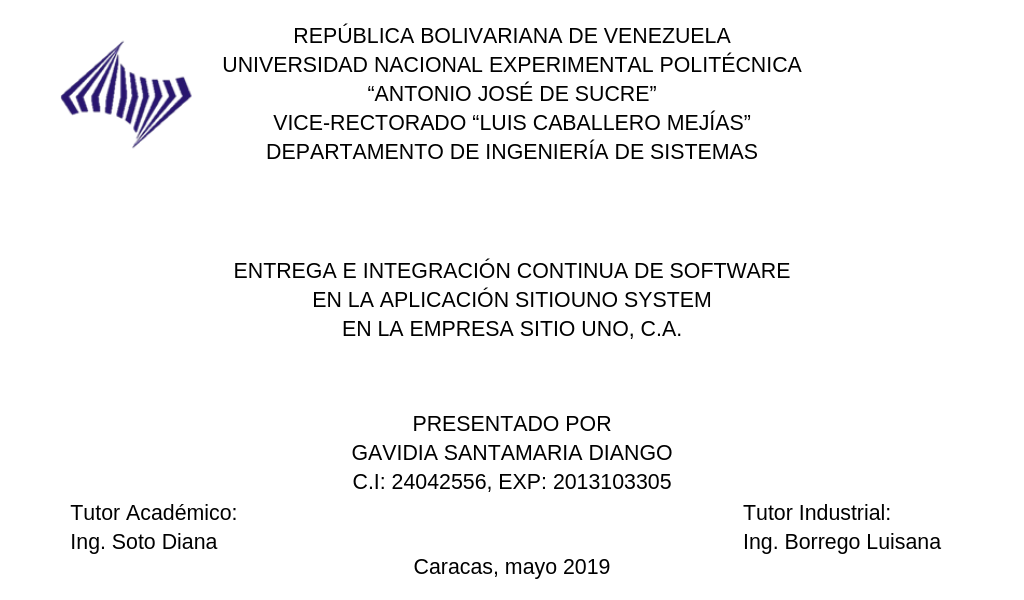 REPÚBLICA BOLIVARIANA DE VENEZUELA
UNIVERSIDAD NACIONAL EXPERIMENTAL POLITÉCNICA
“ANTONIO JOSÉ DE SUCRE”
VICE-RECTORADO “LUIS CABALLERO MEJÍAS”
DEPARTAMENTO DE INGENIERÍA DE SISTEMAS
ENTREGA E INTEGRACIÓN CONTINUA DE SOFTWARE
EN LA APLICACIÓN SITIOUNO SYSTEM
EN LA EMPRESA SITIO UNO, C.A.
PRESENTADO POR
GAVIDIA SANTAMARIA DIANGO
C.I: 24042556, EXP: 2013103305
Tutor Académico:
Ing. Soto Diana
Tutor Industrial:
Ing. Borrego Luisana
Caracas, mayo 2019